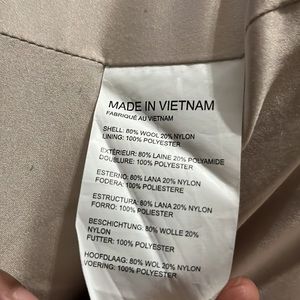 MADE IN VIETNAM
FABRIQUÉ AU VIETNAM
SHELL: 80% WOOL 20% NYLON
LINING: 100% POLYESTER
EXTÉRIEUR: 80% LAINE 20% POLYAMIDE
DOUBLURE: 100% POLYESTER
ESTERNO: 80% LANA 20% NYLON
FODERA: 100% POLIESTERE
ESTRUCTURA: 80% LANA 20% NYLON
FORRO: 100% POLYESTER
BESCHICHTUNG: 80% WOLLE 20%
NYLON
FUTTER: 100% POLYESTER
HOOFDLAAG: 80% WOL 20% NYLON
VOERING: 100% POLYESTER